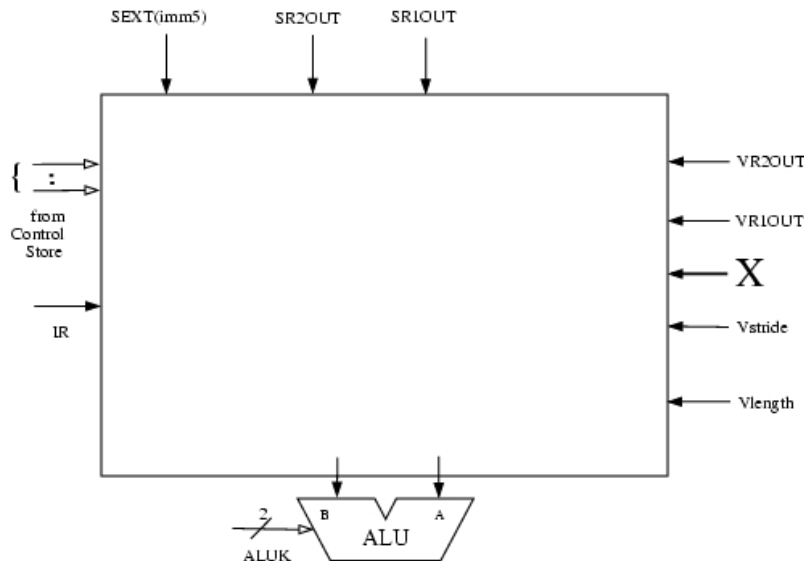 SEXT(imm5)
SR2OUT
SR1OUT
{ :
from
Control
Store
IR
VR2OUT
VR1OUT
X
Vstride
Vlength
2
ALUK
B
A
ALU